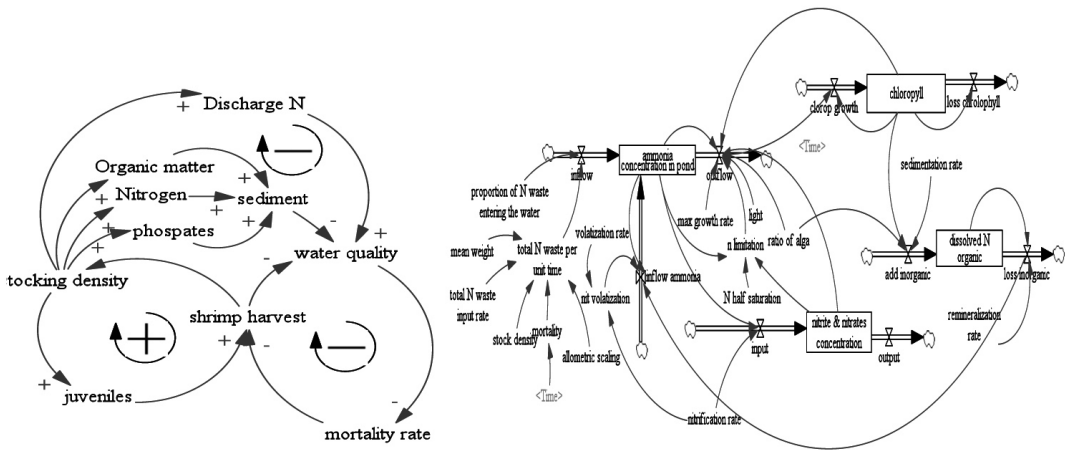 Discharge N
Organic matter
Nitrogen
phospates
sediment
water quality
tocking density
shrimp harvest
juveniles
mortality rate
+
+
+
+
+
+
+
-
+
-
+
-
-
+
chloropyll
clorop growth
loss chrolophyll
<Time>
ammonia
concentration in pond
inflow
outflow
sedimentation rate
proportion of N waste
entering the water
max growth rate
light
ratio of alga
mean weight
total N waste per
unit time
volatization rate
n limitation
dissolved N
organic
add inorganic
loss inorganic
inflow ammonia
nit volatization
N half saturation
total N waste
input rate
stock density
mortality
allometric scaling
input
nitrite & nitrates
concentration
output
remineralization
rate
<Time>
nitrification rate